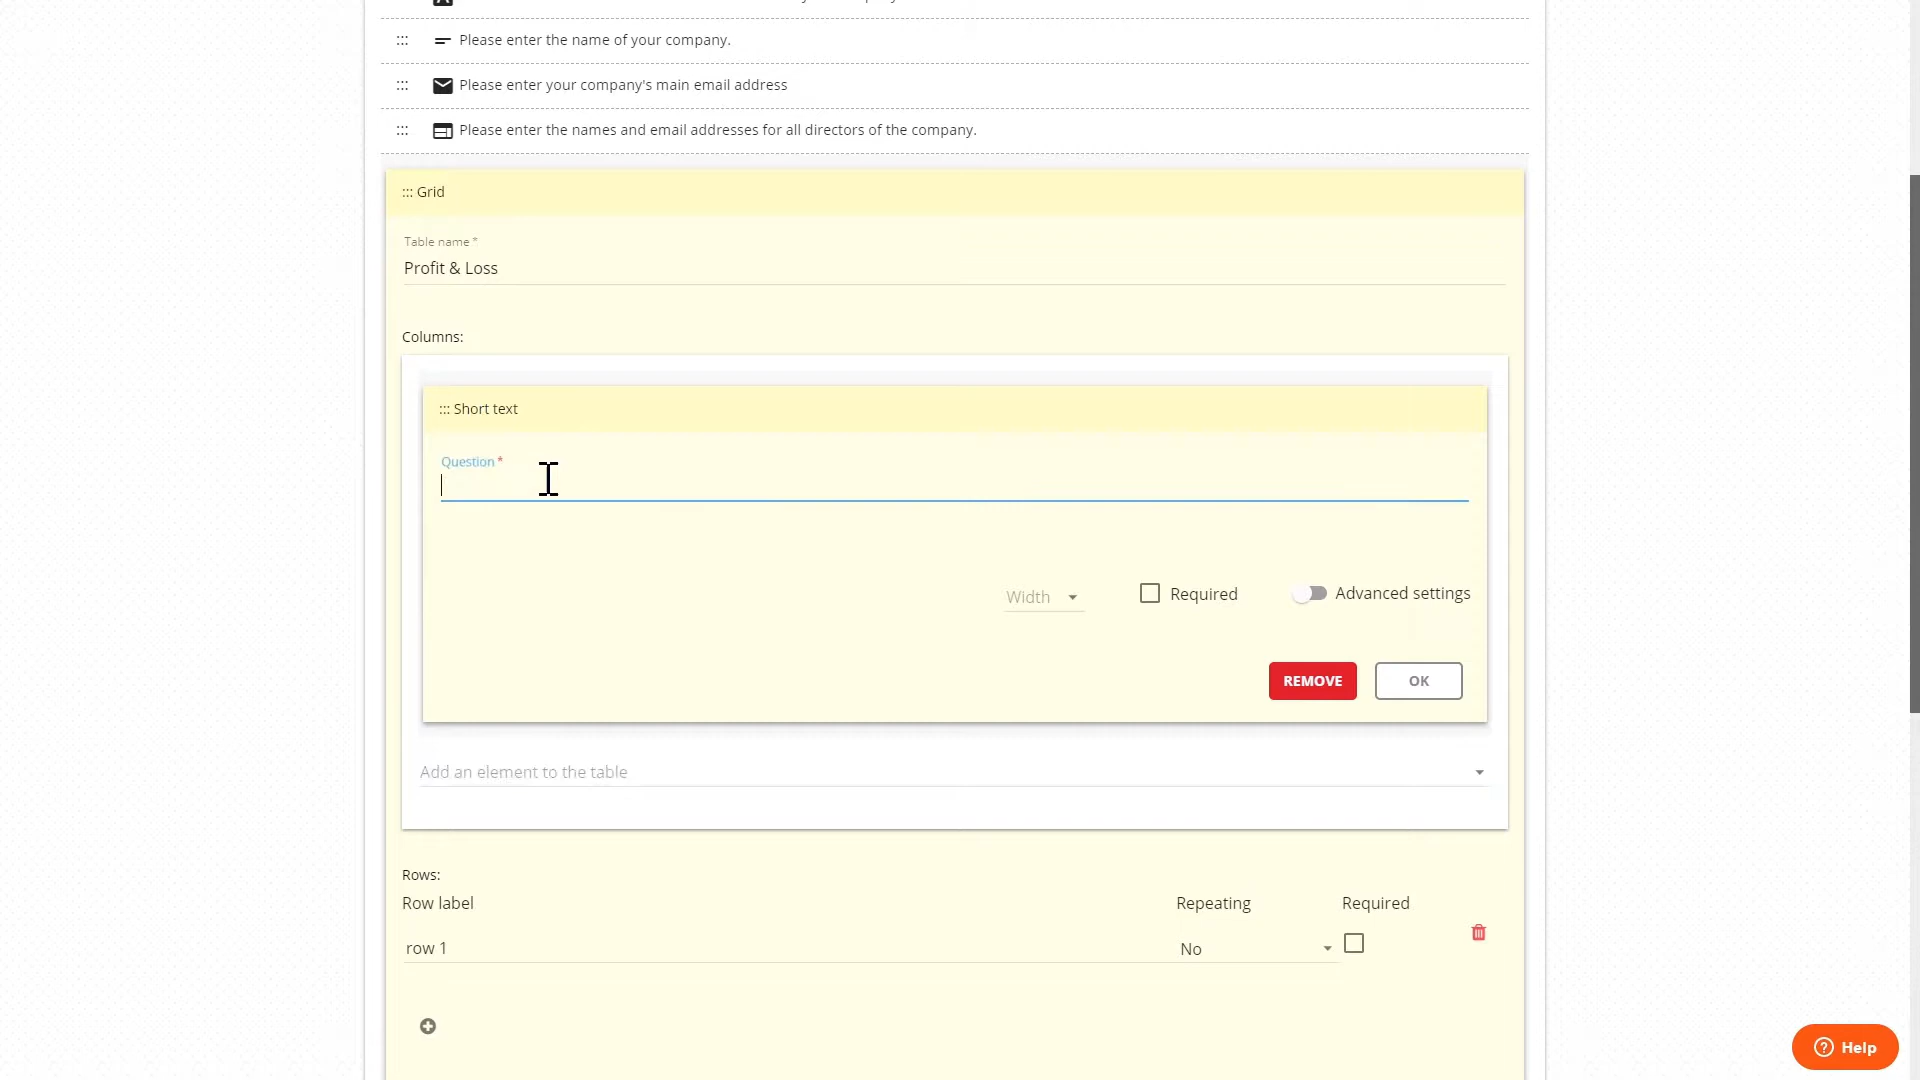 Please enter the name of your company.
Please enter your company's main email address
Please enter the names and email addresses for all directors of the company.
::: Grid
Table name *
Profit & Loss
Columns:
::: Short text
Question *
Width
Required
Advanced settings
REMOVE
OK
Add an element to the table
Rows:
Row label
Repeating
Required
row 1
No
Help